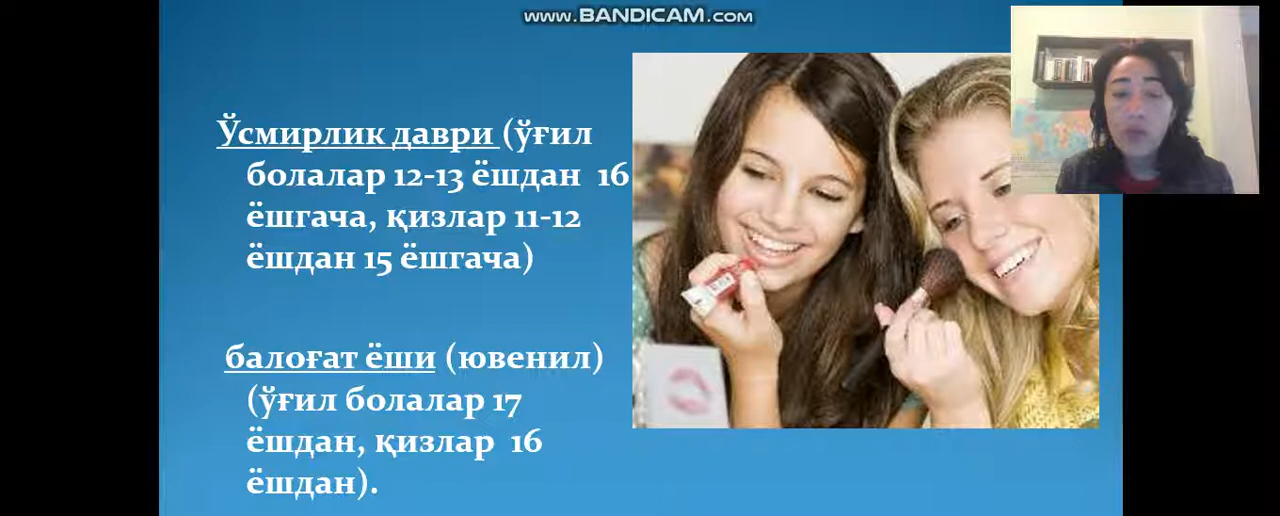 www.BANDICAM.com
Ўсмирлик даври (ўғил
болалар 12-13 ёшдан 16
ёшгача, қизлар 11-12
ёшдан 15 ёшгача)
балоғат ёши (ювенил)
(ўғил болалар 17
ёшдан, қизлар 16
ёшдан).